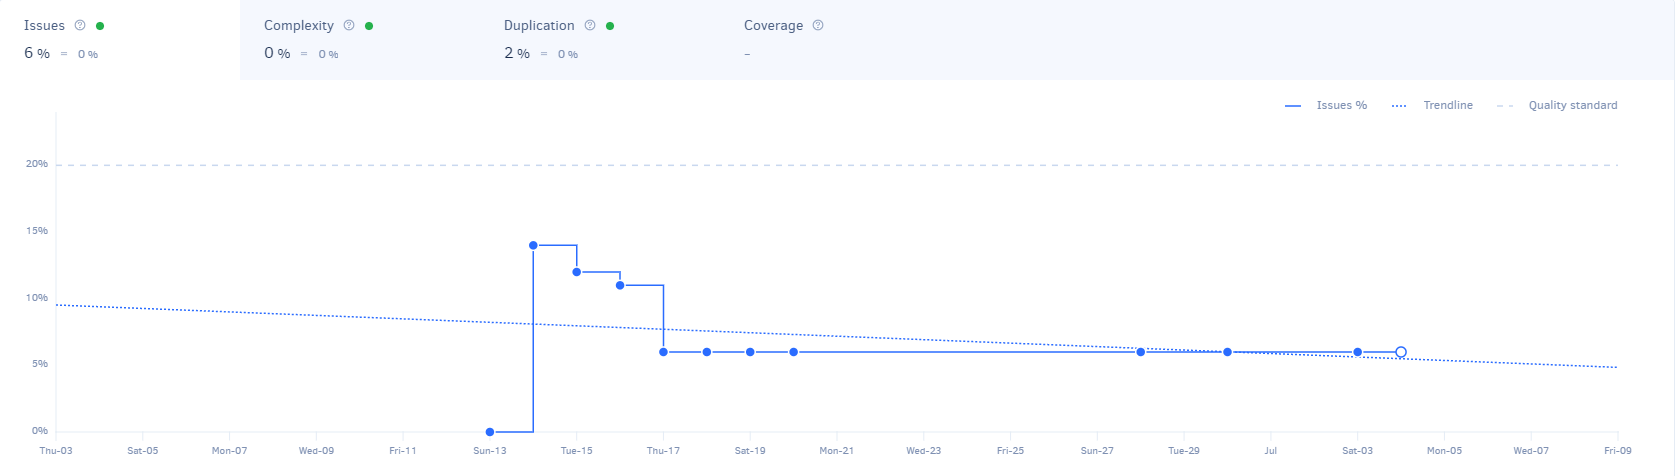 Issues Complexity Duplication Coverage
6 % = 0 % 0 % = 0 % 2 % = 0 % –
Issues % Trendline Quality standard
20%
15%
10%
5%
0%
Thu-03 Sat-05 Mon-07 Wed-09 Fri-11 Sun-13 Tue-15 Thu-17 Sat-19 Mon-21 Wed-23 Fri-25 Sun-27 Tue-29 Jul Sat-03 Mon-05 Wed-07 Fri-09